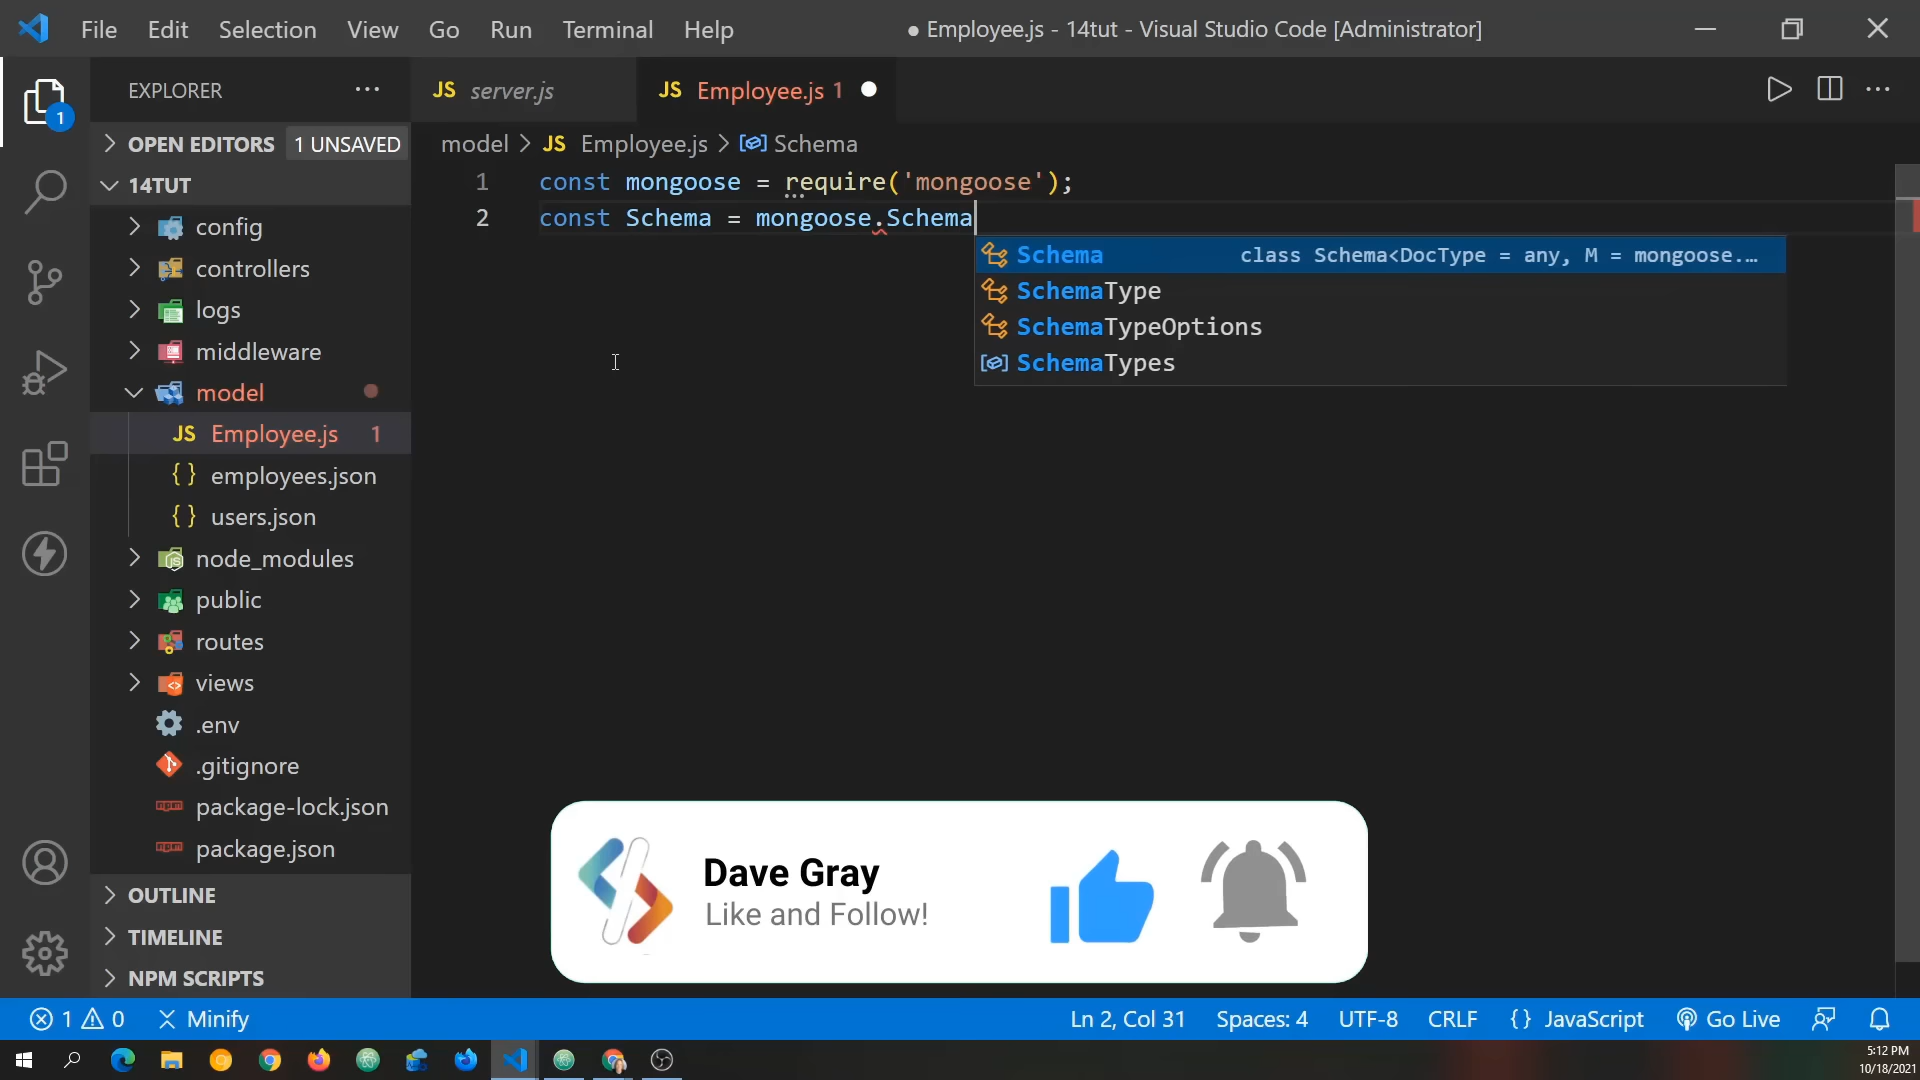 File Edit Selection View Go Run Terminal Help
● Employee.js - 14tut - Visual Studio Code [Administrator]
1
EXPLORER
JS server.js
JS Employee.js 1
OPEN EDITORS 1 UNSAVED
model > JS Employee.js > Schema
14TUT
1 const mongoose = require('mongoose');
2 const Schema = mongoose.Schema
Schema class Schema<DocType = any, M = mongoose.…
SchemaType
SchemaTypeOptions
SchemaTypes
config
controllers
logs
middleware
model
JS Employee.js 1
{ } employees.json
{ } users.json
node_modules
public
routes
views
.env
.gitignore
package-lock.json
package.json
OUTLINE
TIMELINE
NPM SCRIPTS
Dave Gray
Like and Follow!
1 0 Minify
Ln 2, Col 31 Spaces: 4 UTF-8 CRLF { } JavaScript Go Live
5:12 PM
10/18/2021